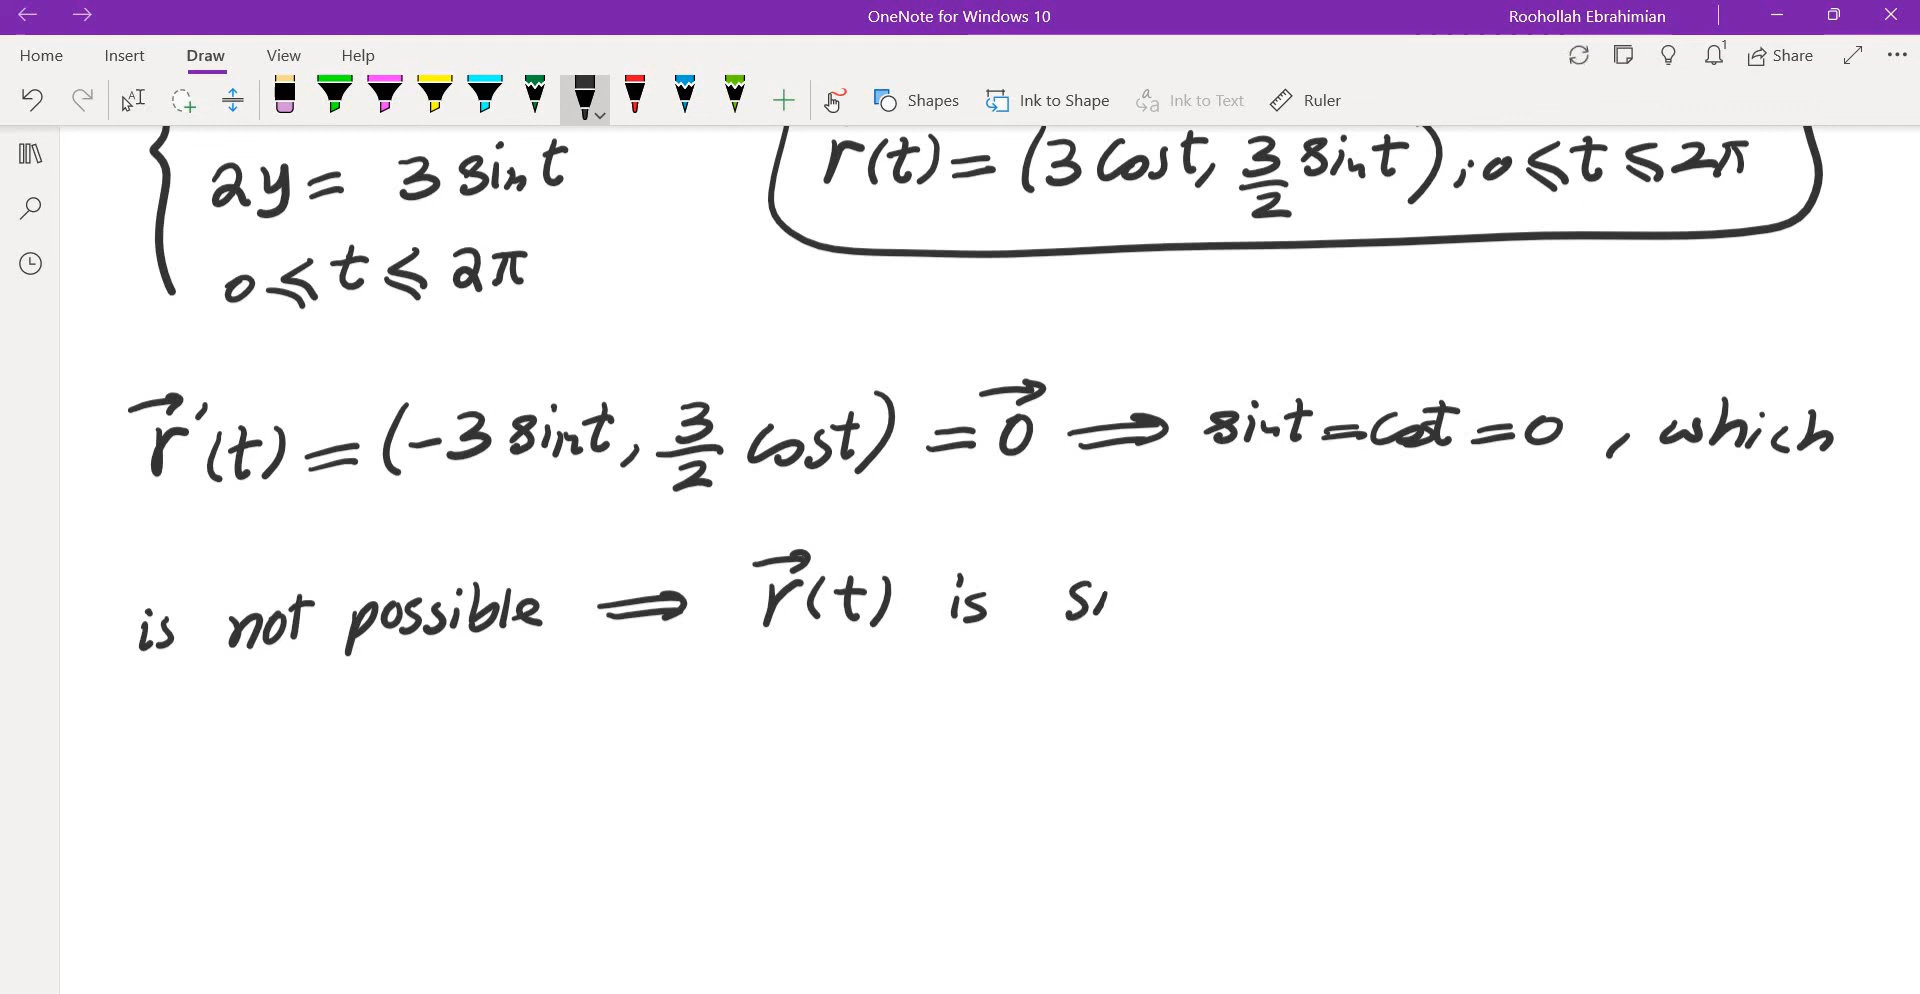 OneNote for Windows 10
Roohollah Ebrahimian
Home Insert Draw View Help
1
Share
Shapes Ink to Shape Ink to Text Ruler
2y = 3 sin t
0 ⩽ t ⩽ 2π
r(t) = (3 cos t, 3/2 sin t), 0 ⩽ t ⩽ 2π
r⃗'(t) = (-3 sin t, 3/2 cos t) = 0⃗ ⟹ sin t = cos t = 0, which
is not possible ⟹ r⃗(t) is